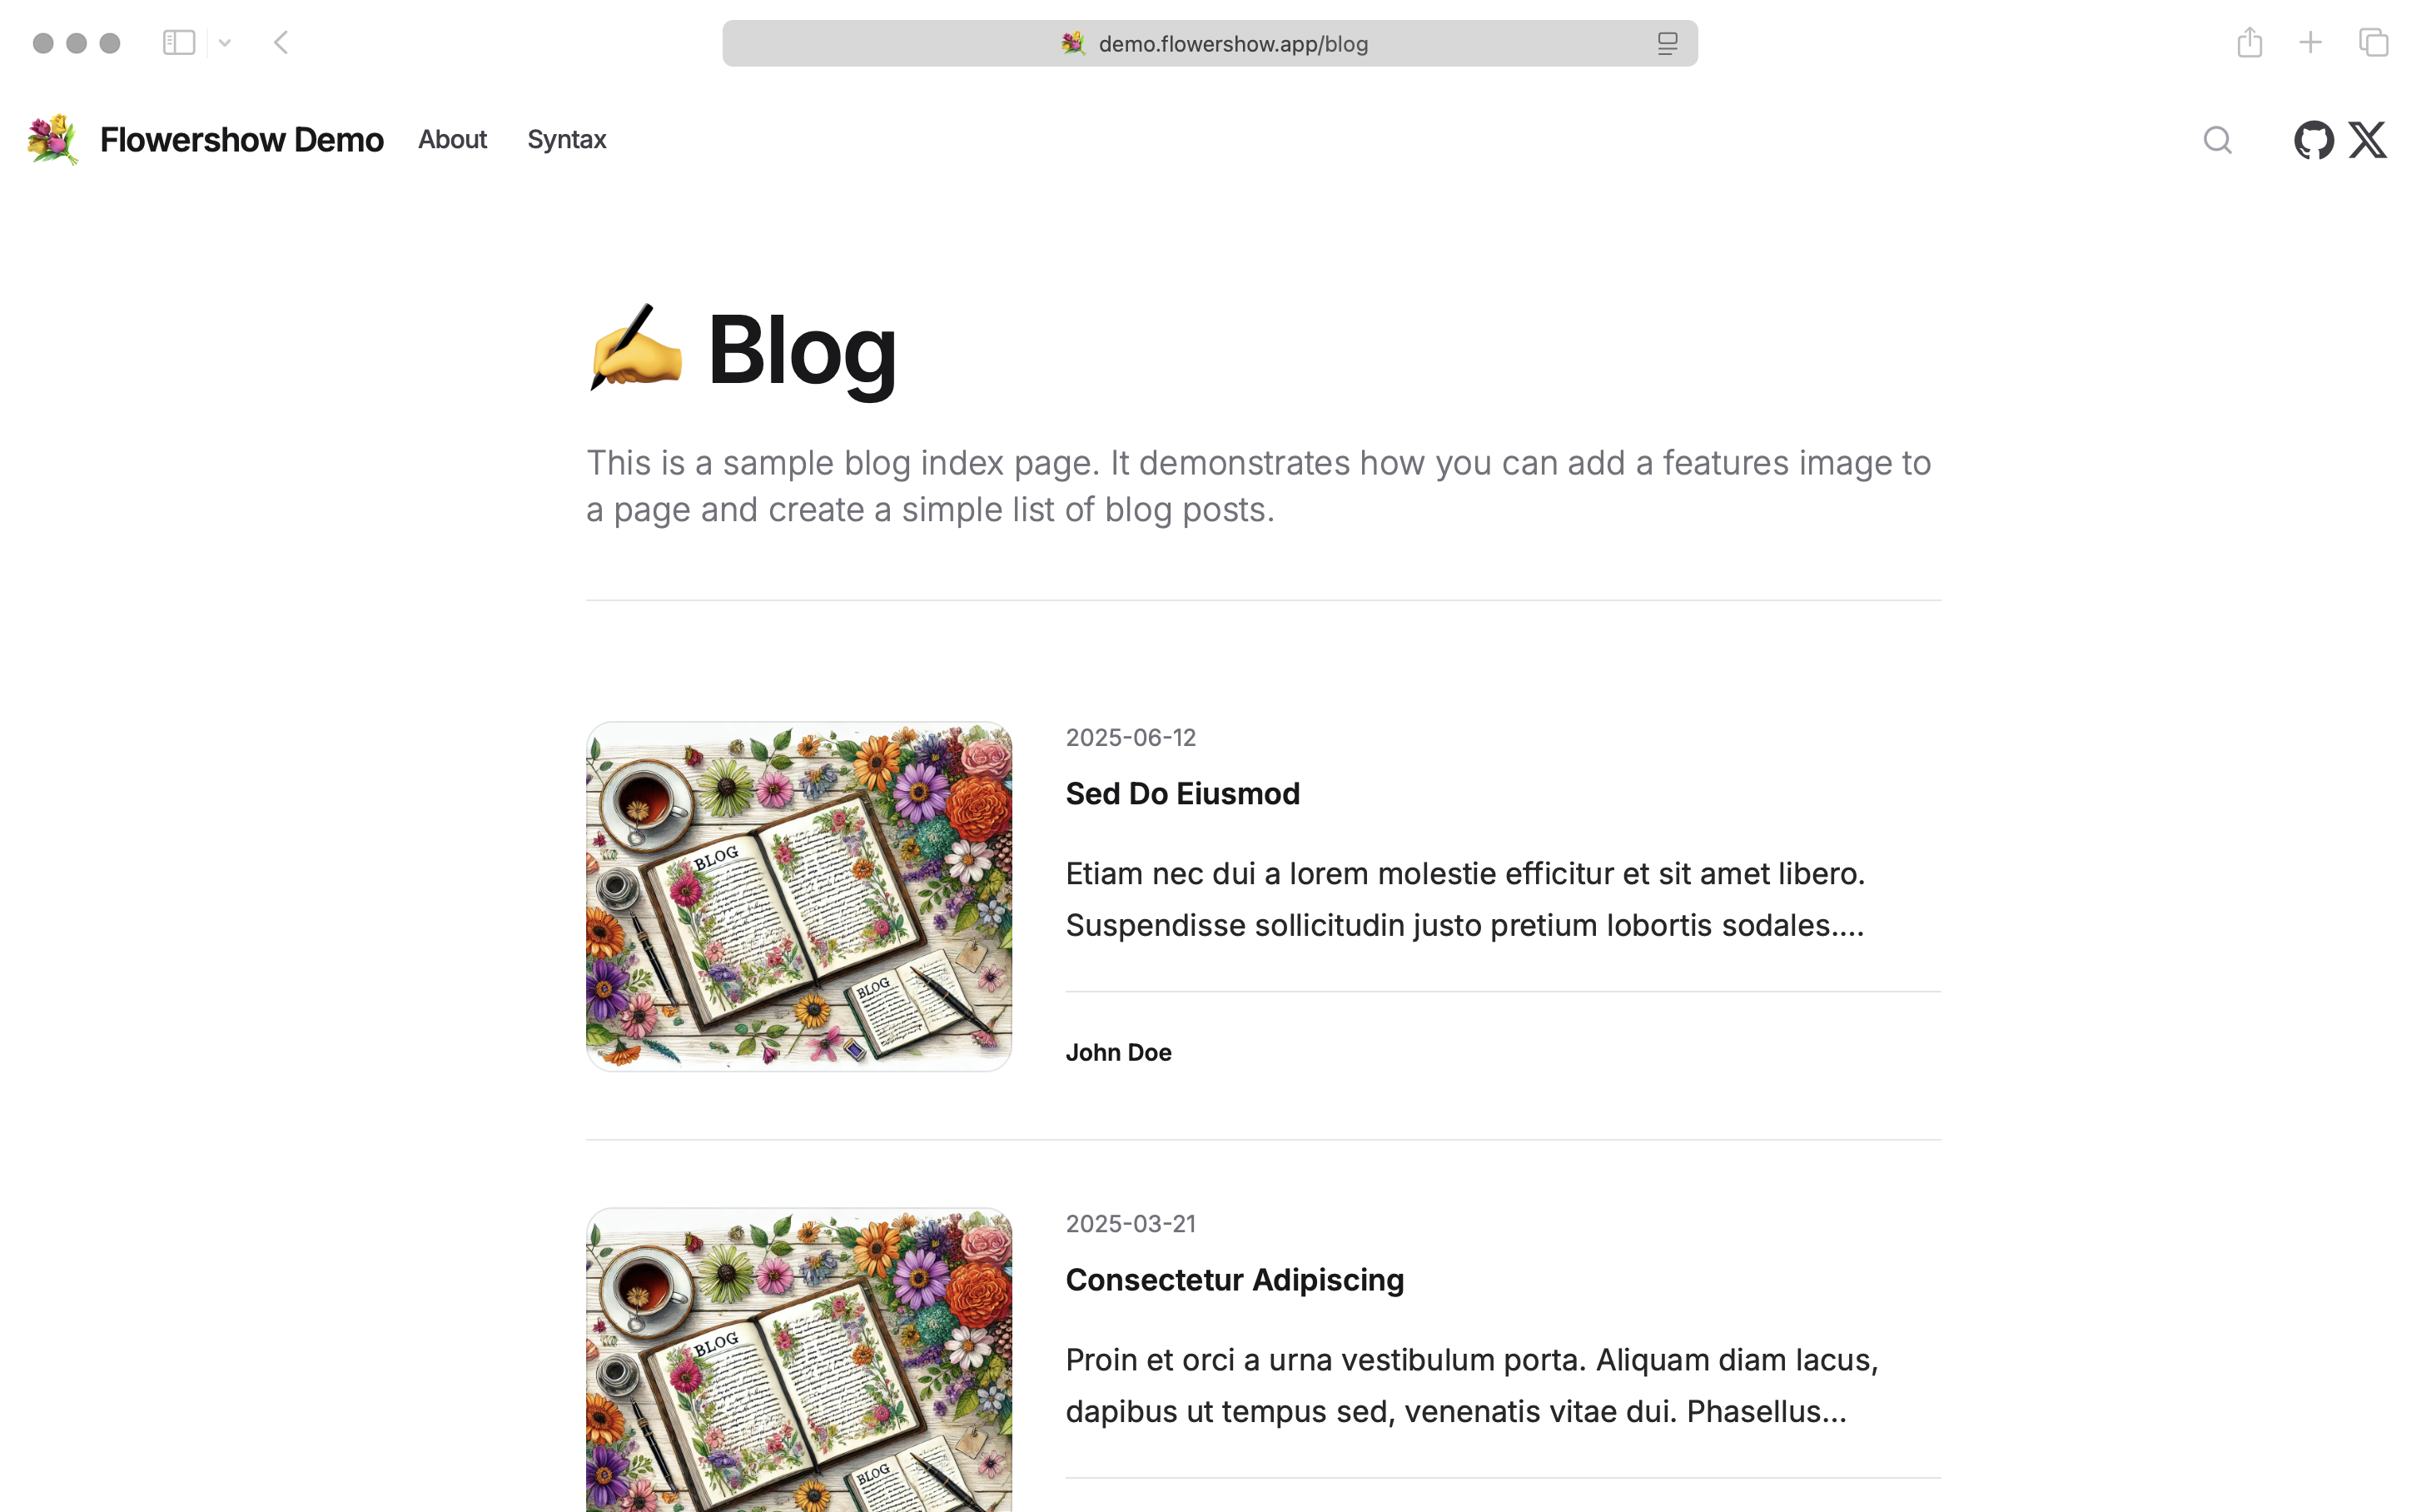 demo.flowershow.app/blog
Flowershow Demo About Syntax
Blog
This is a sample blog index page. It demonstrates how you can add a features image to
a page and create a simple list of blog posts.
BLOG
BLOG
2025-06-12
Sed Do Eiusmod
Etiam nec dui a lorem molestie efficitur et sit amet libero.
Suspendisse sollicitudin justo pretium lobortis sodales....
John Doe
BLOG
BLOG
2025-03-21
Consectetur Adipiscing
Proin et orci a urna vestibulum porta. Aliquam diam lacus,
dapibus ut tempus sed, venenatis vitae dui. Phasellus...